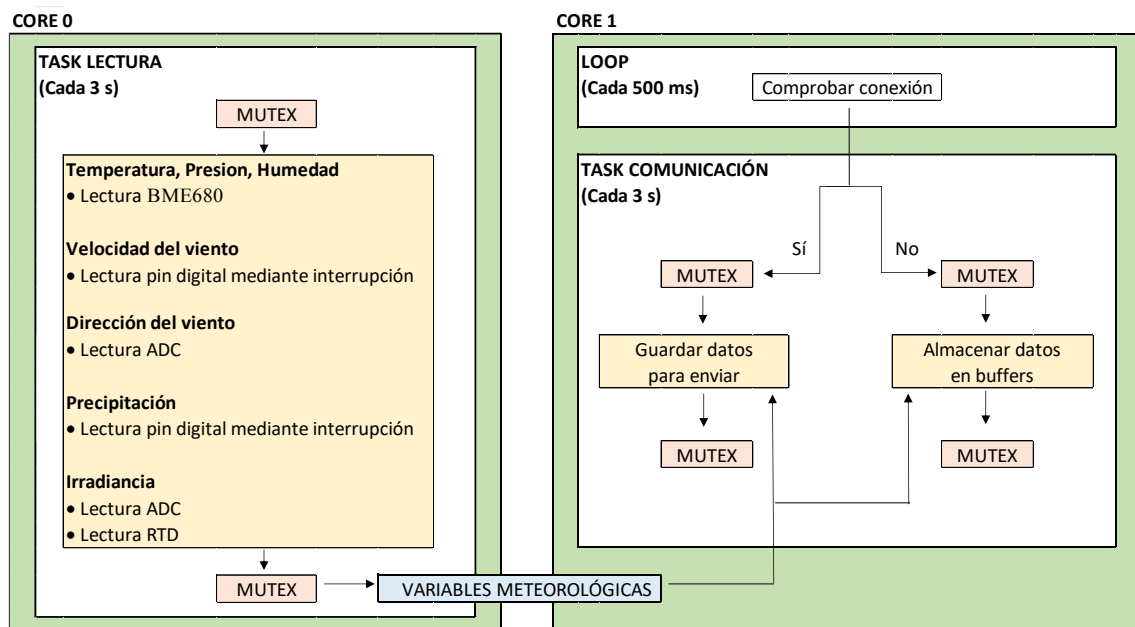 CORE 0
TASK LECTURA
(Cada 3 s)
MUTEX
Temperatura, Presion, Humedad
• Lectura BME680
Velocidad del viento
• Lectura pin digital mediante interrupción
Dirección del viento
• Lectura ADC
Precipitación
• Lectura pin digital mediante interrupción
Irradiancia
• Lectura ADC
• Lectura RTD
MUTEX
VARIABLES METEOROLÓGICAS
CORE 1
LOOP
(Cada 500 ms)
Comprobar conexión
TASK COMUNICACIÓN
(Cada 3 s)
Sí
No
MUTEX
MUTEX
Guardar datos
para enviar
Almacenar datos
en buffers
MUTEX
MUTEX